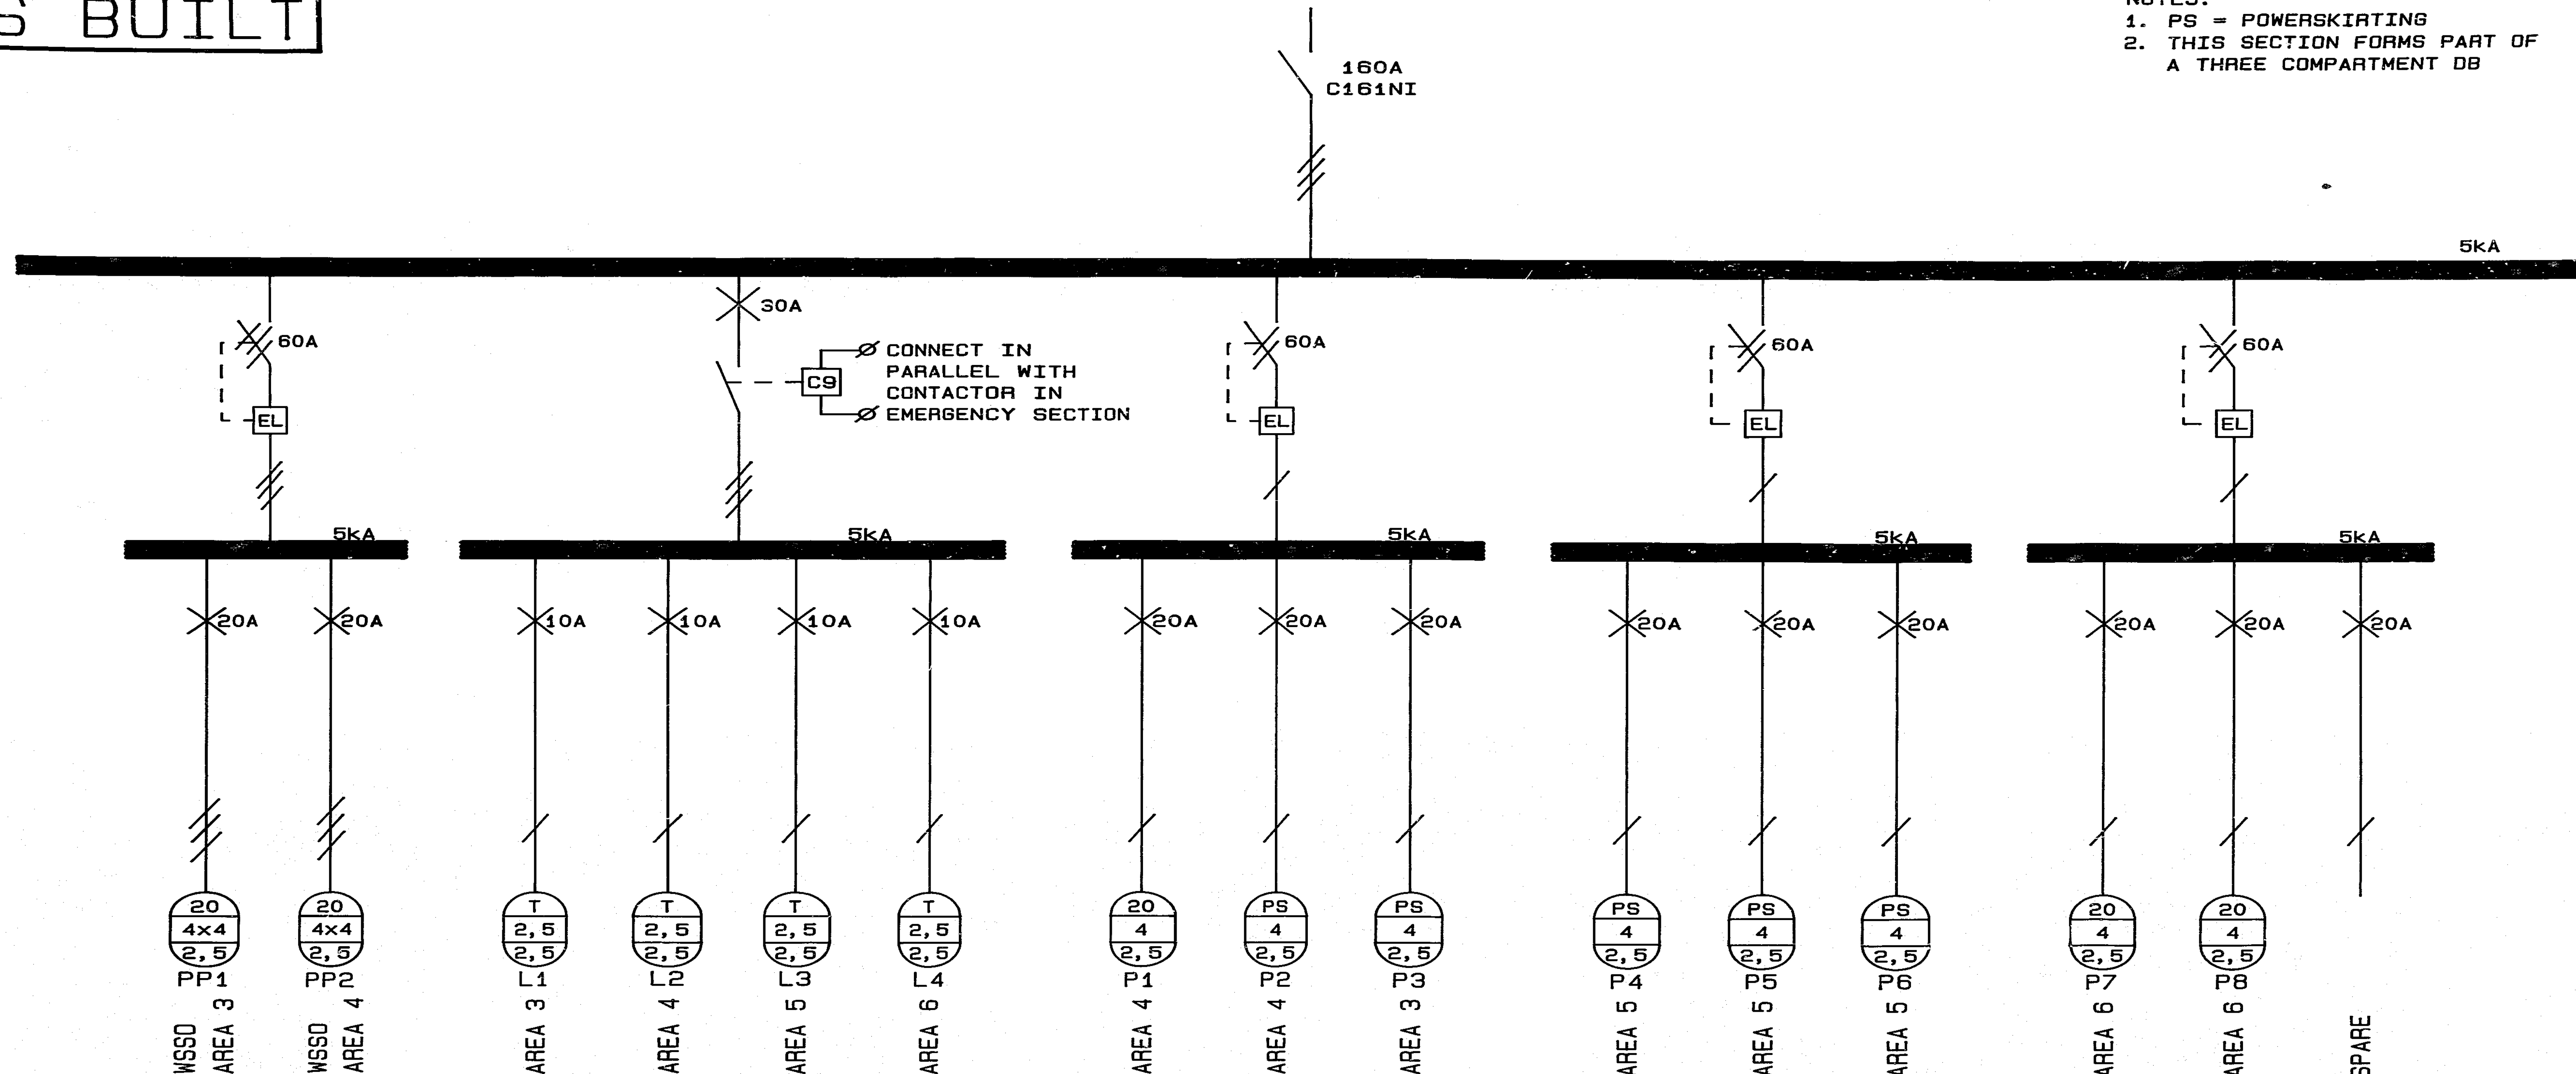 S BUILT
NOTES:
1. PS = POWERSKIRTING
2. THIS SECTION FORMS PART OF
A THREE COMPARTMENT DB
160A
C161NI
5kA
60A
30A
60A
60A
60A
CONNECT IN
PARALLEL WITH
CONTACTOR IN
EMERGENCY SECTION
C9
EL
EL
EL
EL
5kA
5kA
5kA
5kA
5kA
20A
20A
10A
10A
10A
10A
20A
20A
20A
20A
20A
20A
20A
20A
20A
20
4x4
2,5
PP1
WSSO
AREA 3
20
4x4
2,5
PP2
WSSO
AREA 4
T
2,5
2,5
L1
AREA 3
T
2,5
2,5
L2
AREA 4
T
2,5
2,5
L3
AREA 5
T
2,5
2,5
L4
AREA 6
20
4
2,5
P1
AREA 4
PS
4
2,5
P2
AREA 4
PS
4
2,5
P3
AREA 3
PS
4
2,5
P4
AREA 5
PS
4
2,5
P5
AREA 5
PS
4
2,5
P6
AREA 5
20
4
2,5
P7
AREA 6
20
4
2,5
P8
AREA 6
SPARE